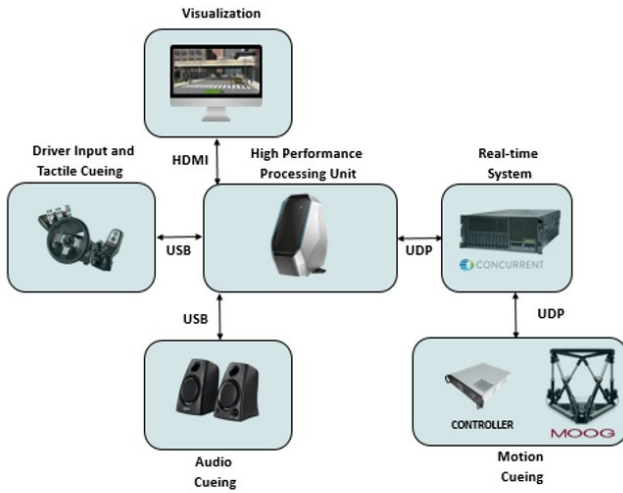 Visualization
HDMI
Driver Input and
Tactile Cueing
High Performance
Processing Unit
Real-time
System
USB
UDP
CONCURRENT
USB
UDP
CONTROLLER
MOOG
Audio
Cueing
Motion
Cueing